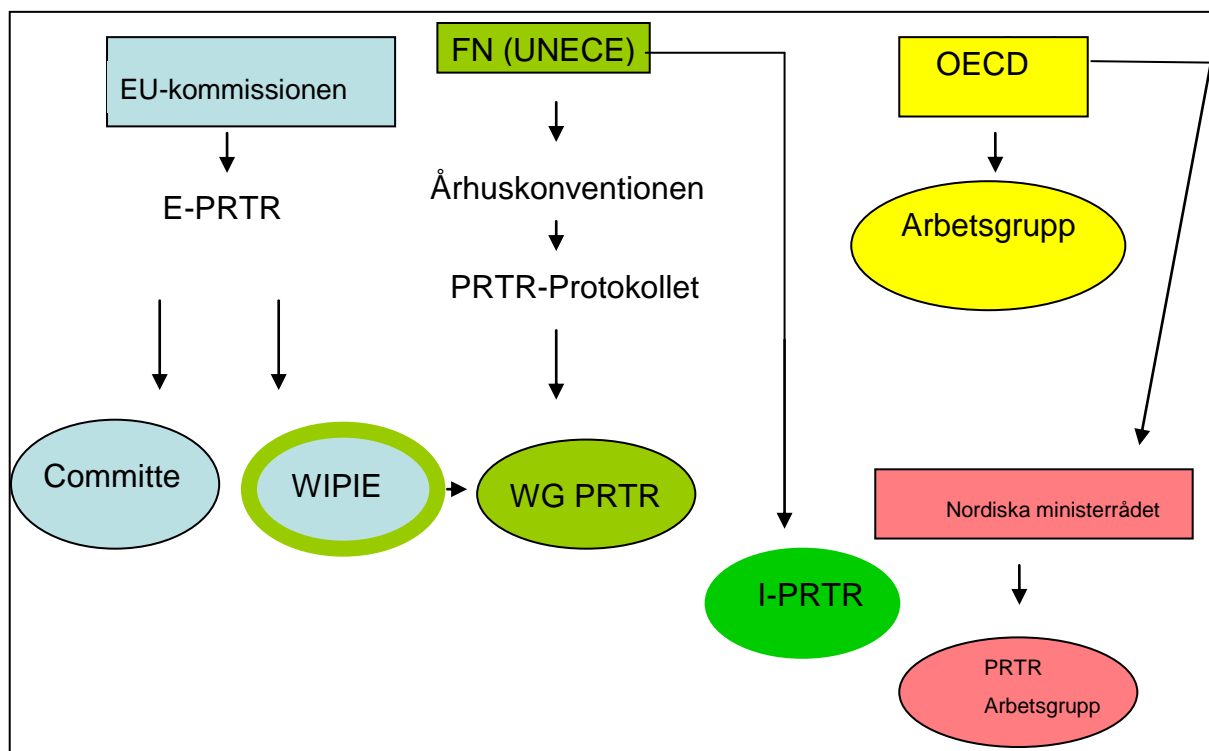 EU-kommissionen
FN (UNECE)
OECD
E-PRTR
Århuskonventionen
PRTR-Protokollet
Arbetsgrupp
Committe
WIPIE
WG PRTR
Nordiska ministerrådet
I-PRTR
PRTR
Arbetsgrupp